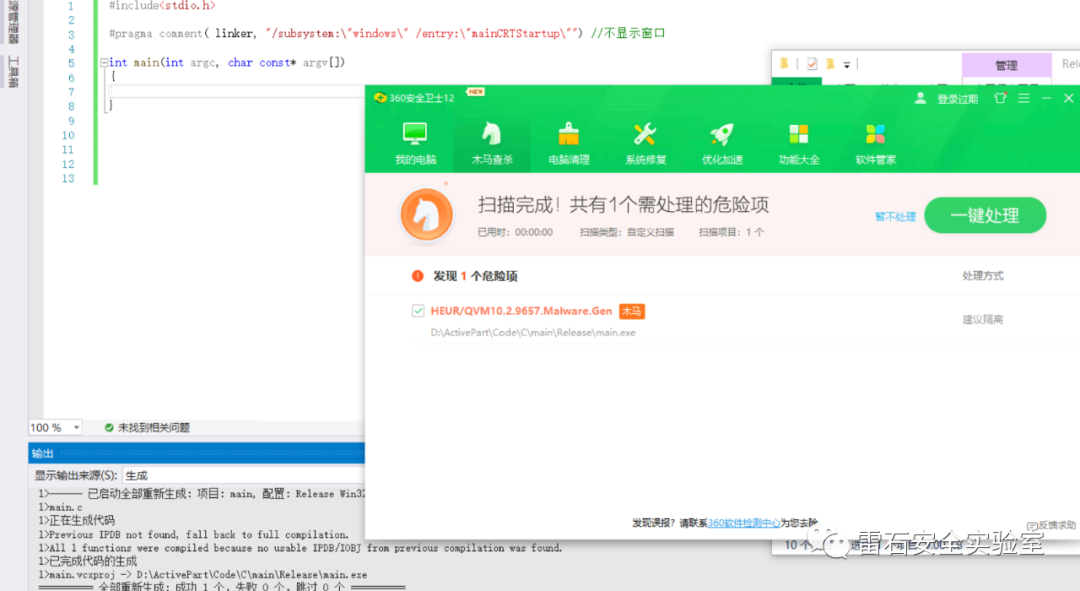 资源管理器
工具箱
1 #include<stdio.h>
2
3 #pragma comment( linker, "/subsystem:\"windows\" /entry:\"mainCRTStartup\"") //不显示窗口
4
5 int main(int argc, char const* argv[])
6 {
7
8 }
9
10
11
12
13
管理
360安全卫士12 NEW
登录过期
我的电脑 木马查杀 电脑清理 系统修复 优化加速 功能大全 软件管家
扫描完成！共有1个需处理的危险项
已用时：00:00:00 扫描类型：自定义扫描 扫描项目：1 个
暂不处理 一键处理
发现 1 个危险项 处理方式
HEUR/QVM10.2.9657.Malware.Gen 木马
D:\ActivePart\Code\C\main\Release\main.exe
建议隔离
发现误报？请联系360软件检测中心为您去除
反馈求助
100 % 未找到相关问题
输出
显示输出来源(S): 生成
1>------ 已启动全部重新生成: 项目: main, 配置: Release Win32
1>main.c
1>正在生成代码
1>Previous IPDB not found, fall back to full compilation.
1>All 1 functions were compiled because no usable IPDB/IOBJ from previous compilation was found.
1>已完成代码的生成
1>main.vcxproj -> D:\ActivePart\Code\C\main\Release\main.exe
========== 全部重新生成: 成功 1 个，失败 0 个，跳过 0 个 ==========
10 个
雷石安全实验室